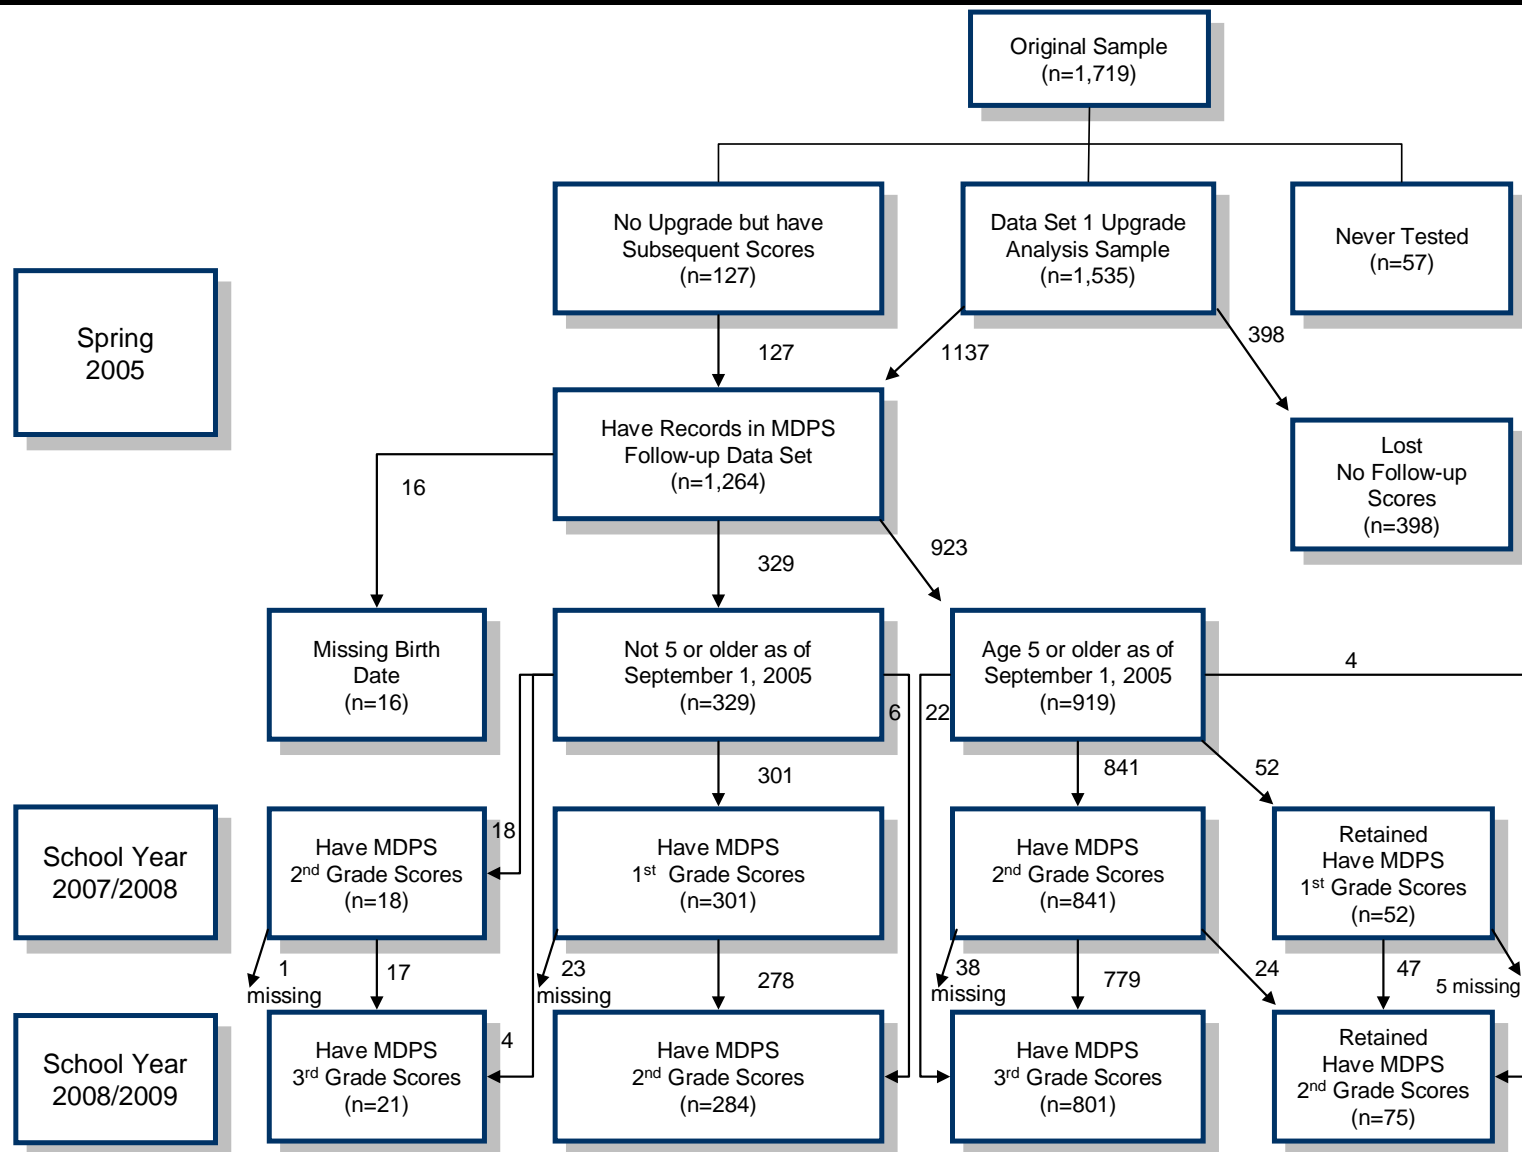 Original Sample
(n=1,719)
No Upgrade but have
Subsequent Scores
(n=127)
Data Set 1 Upgrade
Analysis Sample
(n=1,535)
Never Tested
(n=57)
Spring
2005
127
1137
398
Have Records in MDPS
Follow-up Data Set
(n=1,264)
Lost
No Follow-up
Scores
(n=398)
16
329
923
Missing Birth
Date
(n=16)
Not 5 or older as of
September 1, 2005
(n=329)
Age 5 or older as of
September 1, 2005
(n=919)
4
6
22
18
301
841
52
School Year
2007/2008
Have MDPS
2nd Grade Scores
(n=18)
Have MDPS
1st Grade Scores
(n=301)
Have MDPS
2nd Grade Scores
(n=841)
Retained
Have MDPS
1st Grade Scores
(n=52)
1
missing
17
23
missing
278
38
missing
779
24
47
5 missing
School Year
2008/2009
4
Have MDPS
3rd Grade Scores
(n=21)
Have MDPS
2nd Grade Scores
(n=284)
Have MDPS
3rd Grade Scores
(n=801)
Retained
Have MDPS
2nd Grade Scores
(n=75)